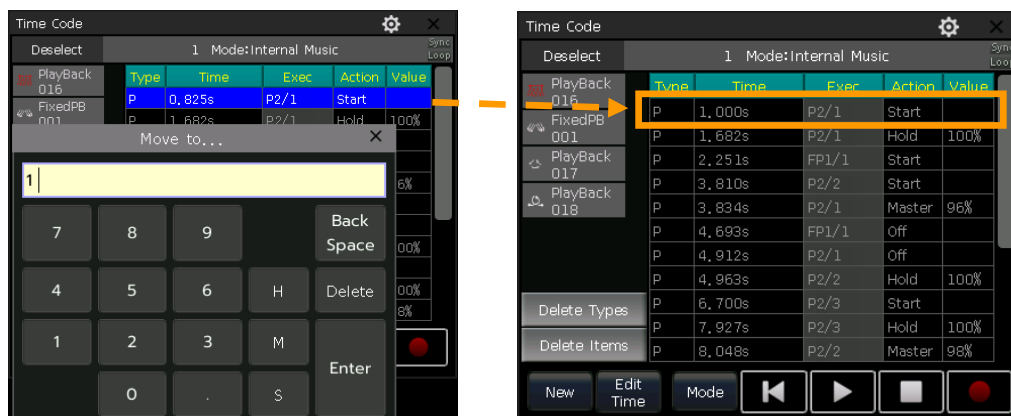 Time Code
Deselect
1 Mode:Internal Music
Sync
Loop
PlayBack
016
FixedPB
001
Type Time Exec Action Value
P 0.825s P2/1 Start
P 1.682s P2/1 Hold 100%
Move to...
1
6%
00%
00%
8%
7 8 9 Back Space
4 5 6 H Delete
1 2 3 M Enter
0 . S
Time Code
Deselect
1 Mode:Internal Music
Sync
Loop
PlayBack
016
FixedPB
001
PlayBack
017
PlayBack
018
Type Time Exec Action Value
P 1.000s P2/1 Start
P 1.682s P2/1 Hold 100%
P 2.251s FP1/1 Start
P 3.810s P2/2 Start
P 3.834s P2/1 Master 96%
P 4.693s FP1/1 Off
P 4.912s P2/1 Off
P 4.963s P2/2 Hold 100%
P 6.700s P2/3 Start
P 7.927s P2/3 Hold 100%
P 8.048s P2/2 Master 98%
Delete Types
Delete Items
New
Edit
Time
Mode